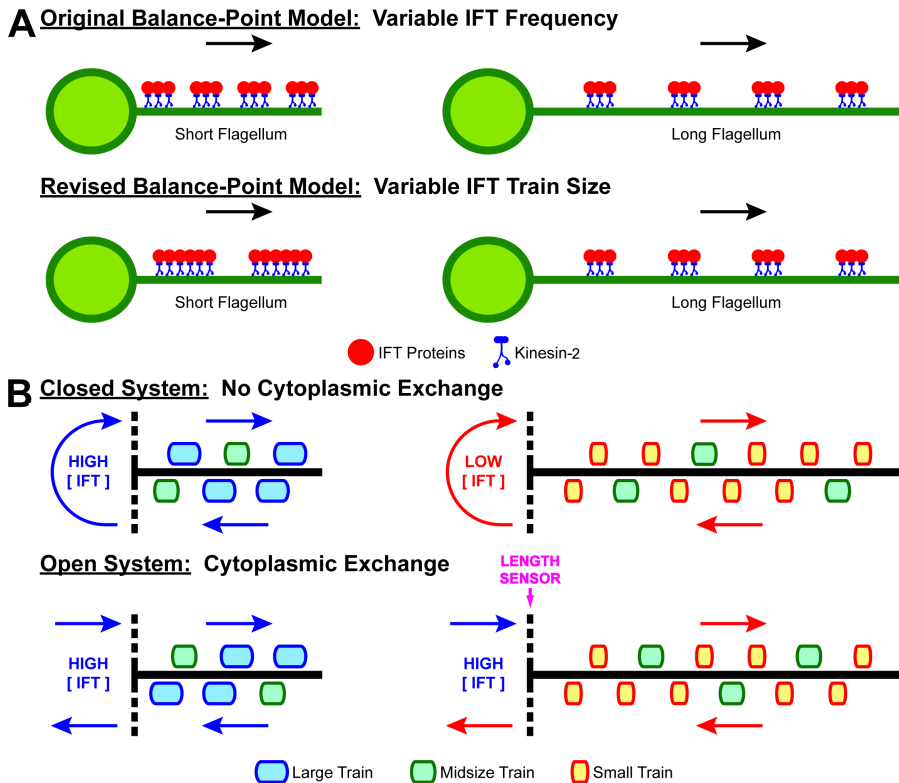 A
Original Balance-Point Model: Variable IFT Frequency
Short Flagellum
Long Flagellum
Revised Balance-Point Model: Variable IFT Train Size
Short Flagellum
Long Flagellum
IFT Proteins
Kinesin-2
B
Closed System: No Cytoplasmic Exchange
HIGH
[ IFT ]
LOW
[ IFT ]
Open System: Cytoplasmic Exchange
LENGTH
SENSOR
HIGH
[ IFT ]
HIGH
[ IFT ]
Large Train
Midsize Train
Small Train